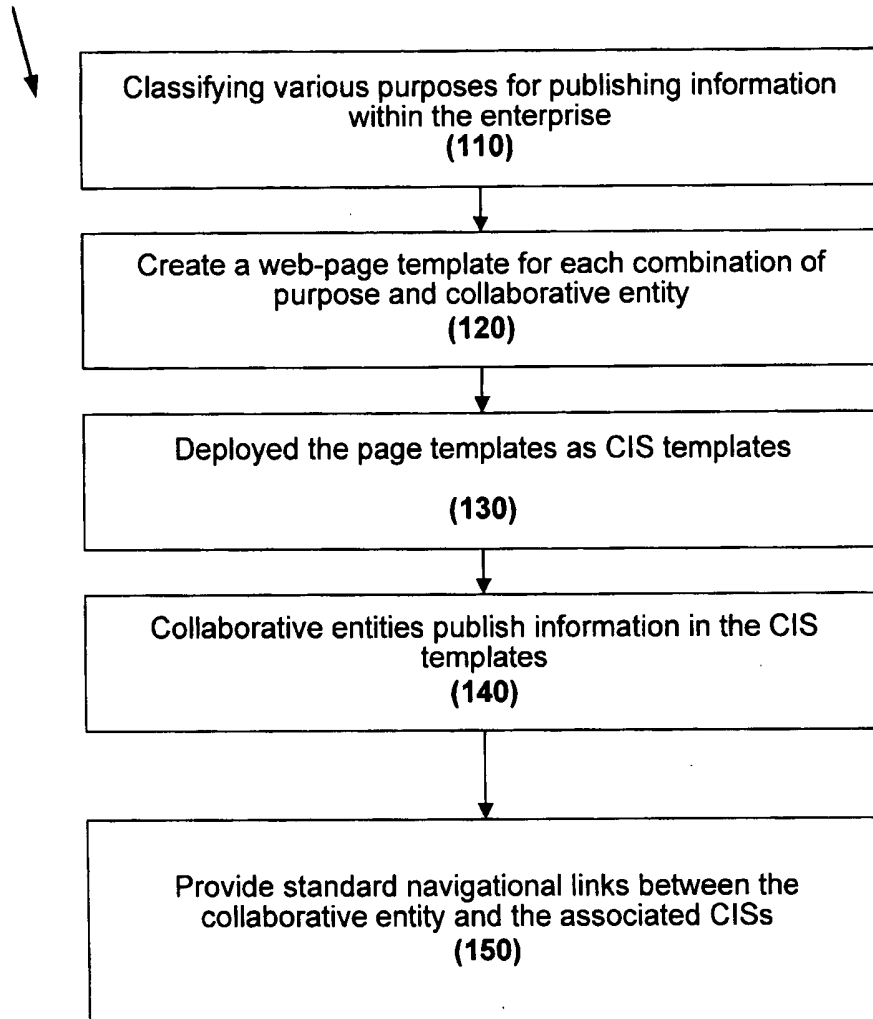 Classifying various purposes for publishing information
within the enterprise
(110)
Create a web-page template for each combination of
purpose and collaborative entity
(120)
Deployed the page templates as CIS templates
(130)
Collaborative entities publish information in the CIS
templates
(140)
Provide standard navigational links between the
collaborative entity and the associated CISs
(150)